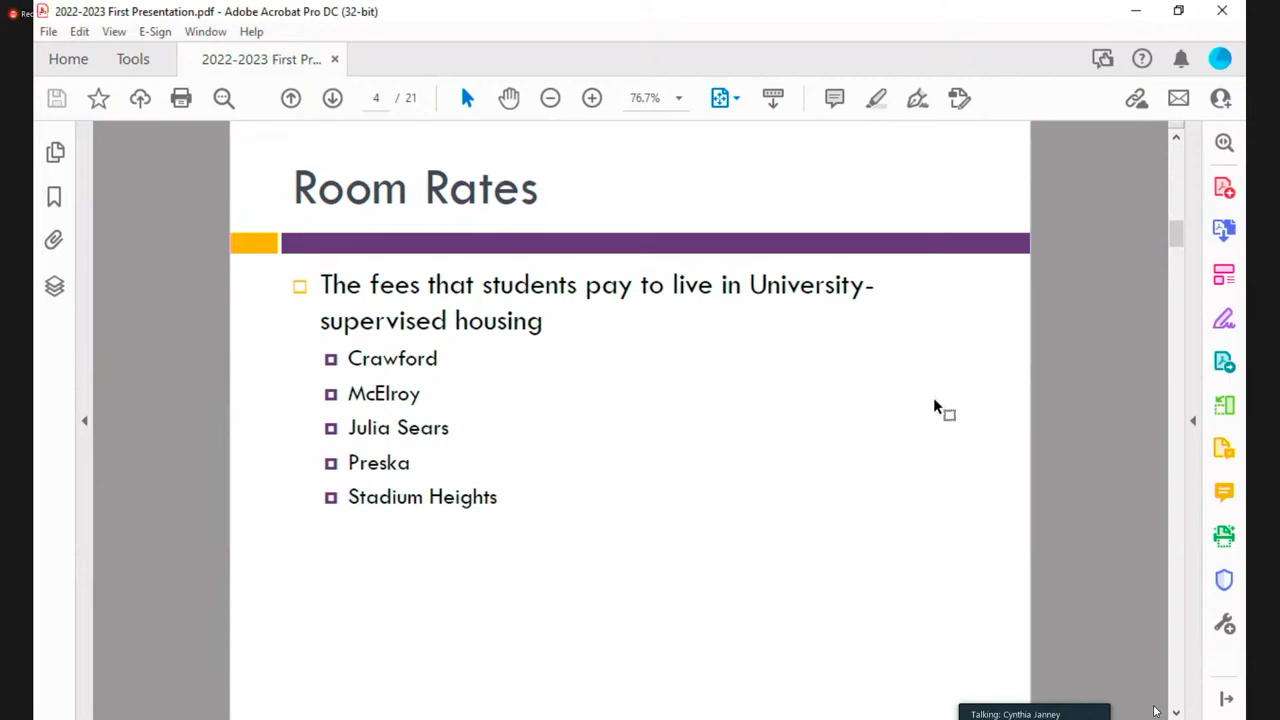 Rec
2022-2023 First Presentation.pdf - Adobe Acrobat Pro DC (32-bit)
File Edit View E-Sign Window Help
Home Tools 2022-2023 First Pr... ×
4 / 21 76.7%
Room Rates
The fees that students pay to live in University-
supervised housing
Crawford
McElroy
Julia Sears
Preska
Stadium Heights
Talking: Cynthia Janney